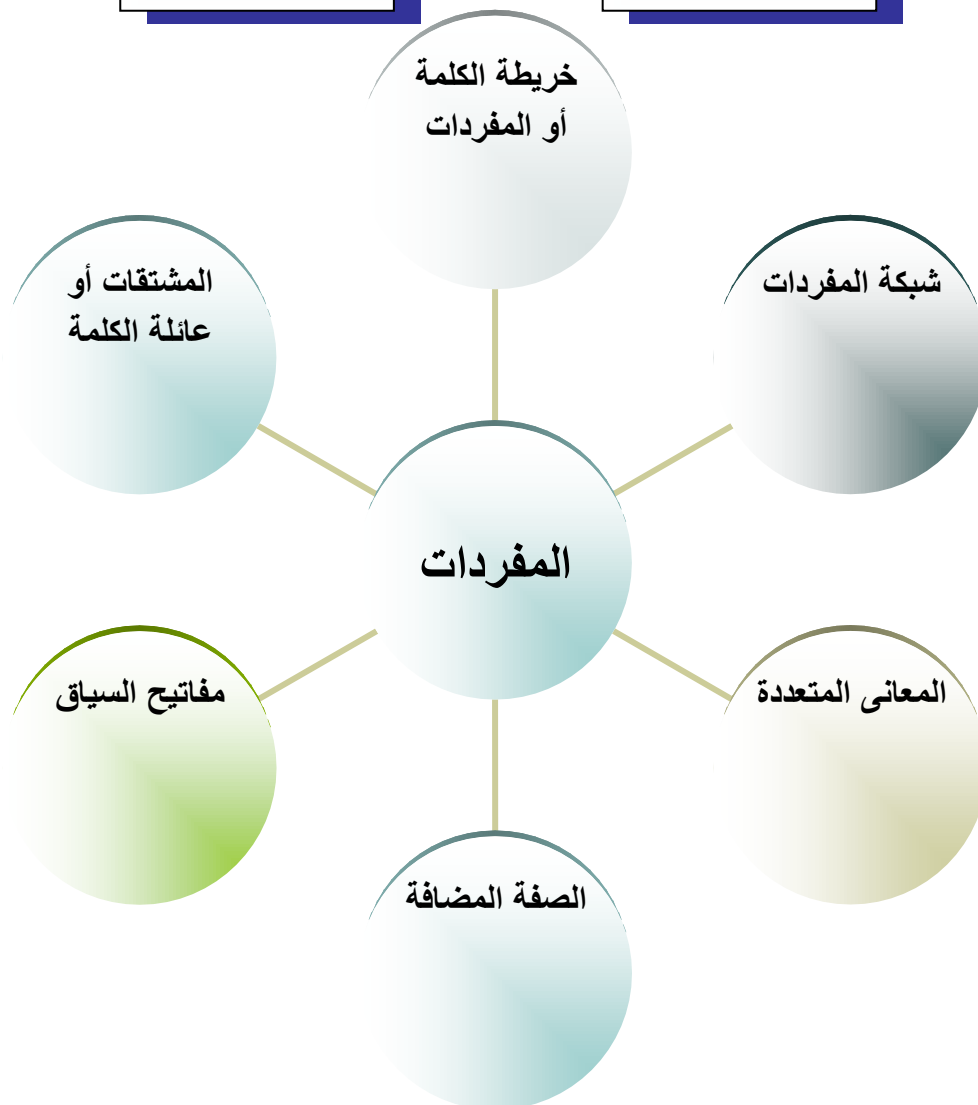 خريطة الكلمة
أو المفردات
شبكة المفردات
المشتقات أو
عائلة الكلمة
المفردات
المعانى المتعددة
مفاتيح السياق
الصفة المضافة